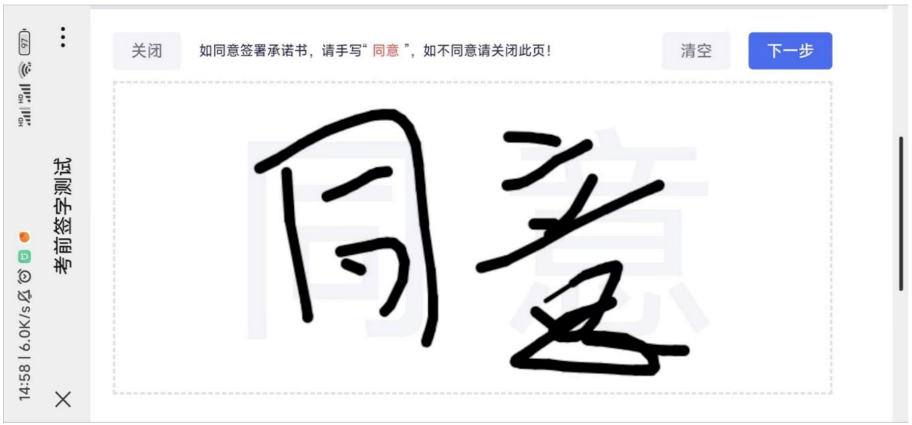 14:58 | 6.0K/s
HD HD 97
考前签字测试
关闭
如同意签署承诺书，请手写“ 同意 ”，如不同意请关闭此页！
清空
下一步
同意